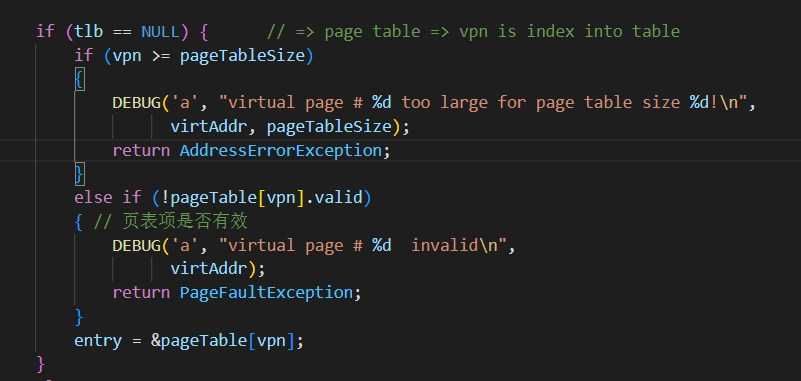 if (tlb == NULL) {      // => page table => vpn is index into table
    if (vpn >= pageTableSize)
    {
        DEBUG('a', "virtual page # %d too large for page table size %d!\n",
              virtAddr, pageTableSize);
        return AddressErrorException;
    }
    else if (!pageTable[vpn].valid)
    { // 页表项是否有效
        DEBUG('a', "virtual page # %d  invalid\n",
              virtAddr);
        return PageFaultException;
    }
    entry = &pageTable[vpn];
}